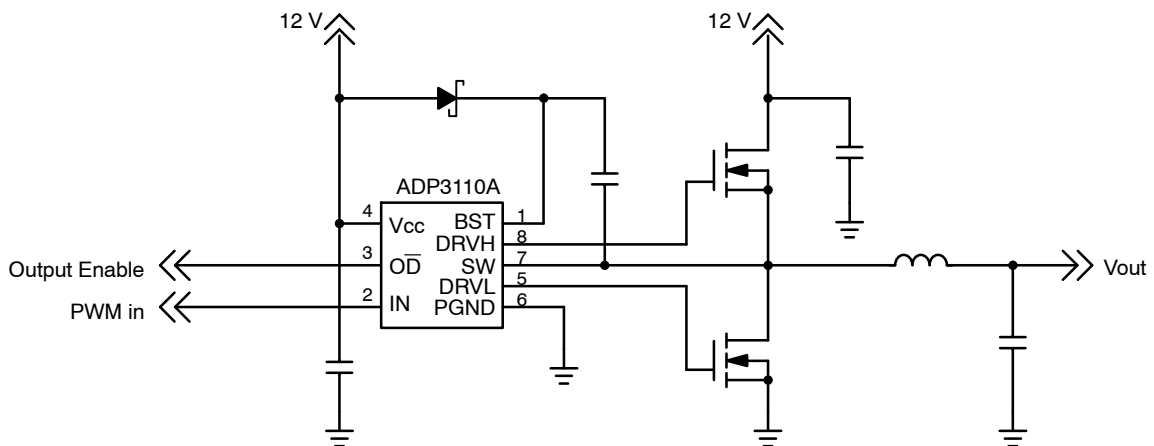 12 V
12 V
ADP3110A
4
Vcc
BST
1
DRVH
8
Output Enable
3
OD̅
SW
7
DRVL
5
PWM in
2
IN
PGND
6
Vout